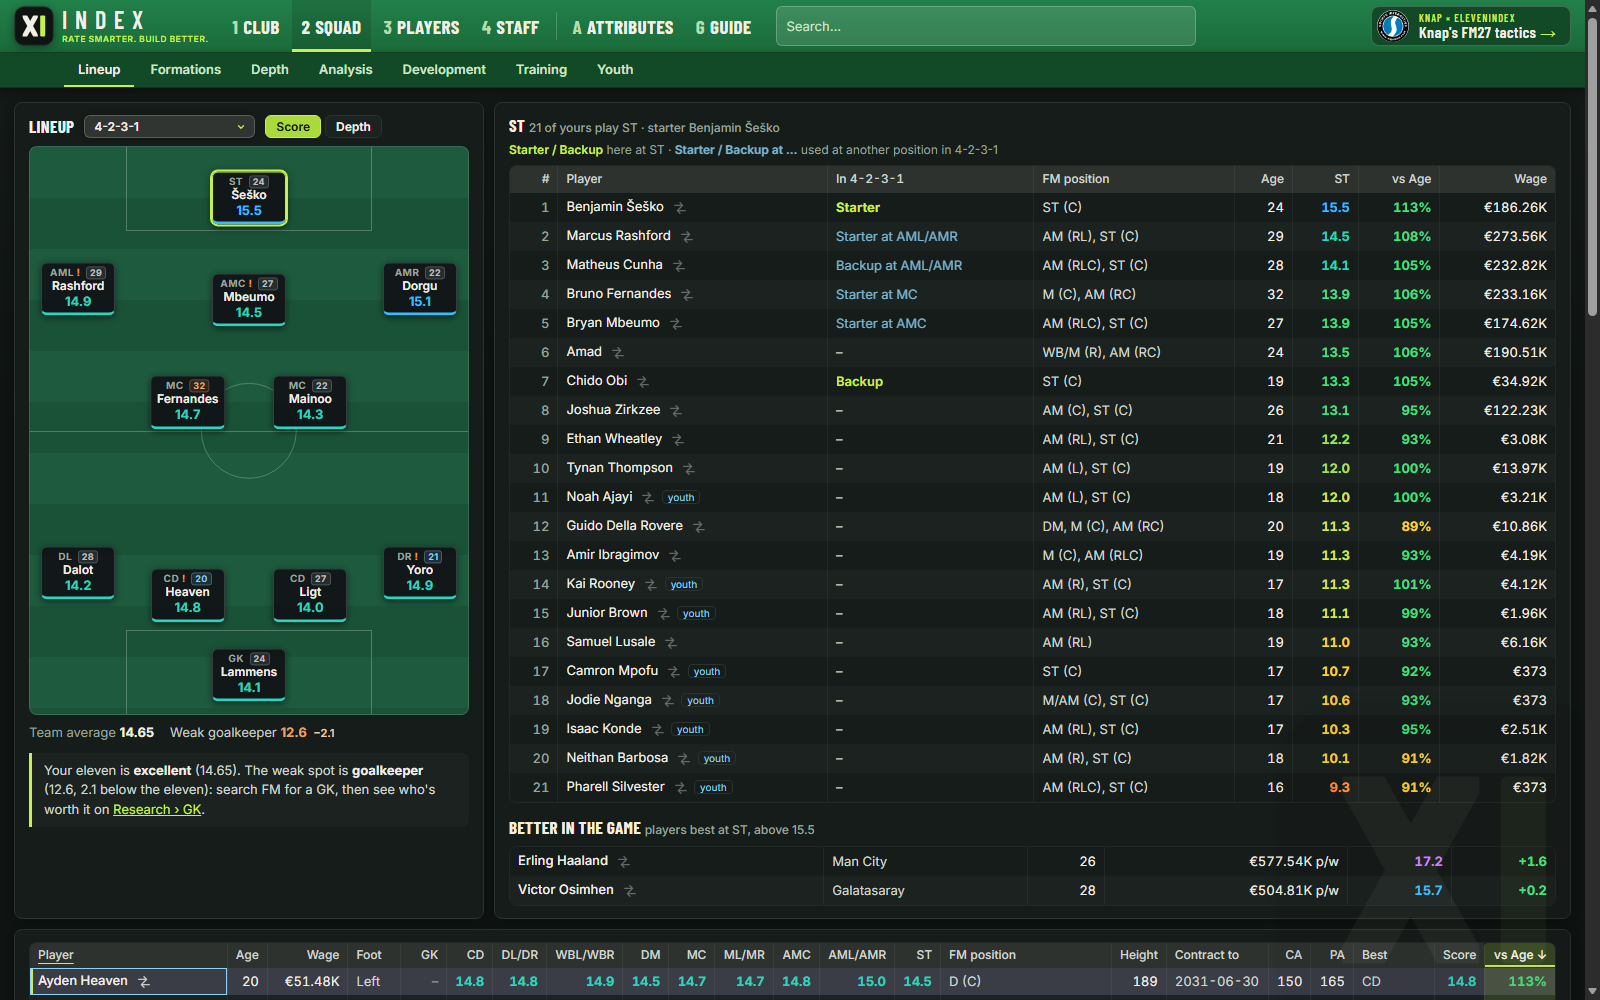 XI INDEX
RATE SMARTER. BUILD BETTER.
1 CLUB 2 SQUAD 3 PLAYERS 4 STAFF A ATTRIBUTES G GUIDE
Search...
KNAP × ELEVENINDEX
Knap's FM27 tactics →
Lineup Formations Depth Analysis Development Training Youth
LINEUP 4-2-3-1 Score Depth
ST 24
Šeško
15.5
AML ! 29
Rashford
14.9
AMC ! 27
Mbeumo
14.5
AMR 22
Dorgu
15.1
MC 32
Fernandes
14.7
MC 22
Mainoo
14.3
DL 28
Dalot
14.2
CD ! 20
Heaven
14.8
CD 27
Ligt
14.0
DR ! 21
Yoro
14.9
GK 24
Lammens
14.1
Team average 14.65 Weak goalkeeper 12.6 −2.1
Your eleven is excellent (14.65). The weak spot is goalkeeper
(12.6, 2.1 below the eleven): search FM for a GK, then see who's
worth it on Research › GK.
ST 21 of yours play ST · starter Benjamin Šeško
Starter / Backup here at ST · Starter / Backup at ... used at another position in 4-2-3-1
# Player In 4-2-3-1 FM position Age ST vs Age Wage
1 Benjamin Šeško Starter ST (C) 24 15.5 113% €186.26K
2 Marcus Rashford Starter at AML/AMR AM (RL), ST (C) 29 14.5 108% €273.56K
3 Matheus Cunha Backup at AML/AMR AM (RLC), ST (C) 28 14.1 105% €232.82K
4 Bruno Fernandes Starter at MC M (C), AM (RC) 32 13.9 106% €233.16K
5 Bryan Mbeumo Starter at AMC AM (RLC), ST (C) 27 13.9 105% €174.62K
6 Amad – WB/M (R), AM (RC) 24 13.5 106% €190.51K
7 Chido Obi Backup ST (C) 19 13.3 105% €34.92K
8 Joshua Zirkzee – AM (C), ST (C) 26 13.1 95% €122.23K
9 Ethan Wheatley – AM (RL), ST (C) 21 12.2 93% €3.08K
10 Tynan Thompson – AM (L), ST (C) 19 12.0 100% €13.97K
11 Noah Ajayi youth – AM (L), ST (C) 18 12.0 100% €3.21K
12 Guido Della Rovere – DM, M (C), AM (RC) 20 11.3 89% €10.86K
13 Amir Ibragimov – M (C), AM (RLC) 19 11.3 93% €4.19K
14 Kai Rooney youth – AM (R), ST (C) 17 11.3 101% €4.12K
15 Junior Brown youth – AM (RL), ST (C) 18 11.1 99% €1.96K
16 Samuel Lusale – AM (RL) 19 11.0 93% €6.16K
17 Camron Mpofu youth – ST (C) 17 10.7 92% €373
18 Jodie Nganga youth – M/AM (C), ST (C) 17 10.6 93% €373
19 Isaac Konde youth – AM (RL), ST (C) 17 10.3 95% €2.51K
20 Neithan Barbosa youth – AM (R), ST (C) 18 10.1 91% €1.82K
21 Pharell Silvester youth – AM (RLC), ST (C) 16 9.3 91% €373
BETTER IN THE GAME players best at ST, above 15.5
Erling Haaland Man City 26 €577.54K p/w 17.2 +1.6
Victor Osimhen Galatasaray 28 €504.81K p/w 15.7 +0.2
Player Age Wage Foot GK CD DL/DR WBL/WBR DM MC ML/MR AMC AML/AMR ST FM position Height Contract to CA PA Best Score vs Age ↓
Ayden Heaven 20 €51.48K Left – 14.8 14.8 14.9 14.5 14.7 14.7 14.8 15.0 14.5 D (C) 189 2031-06-30 150 165 CD 14.8 113%